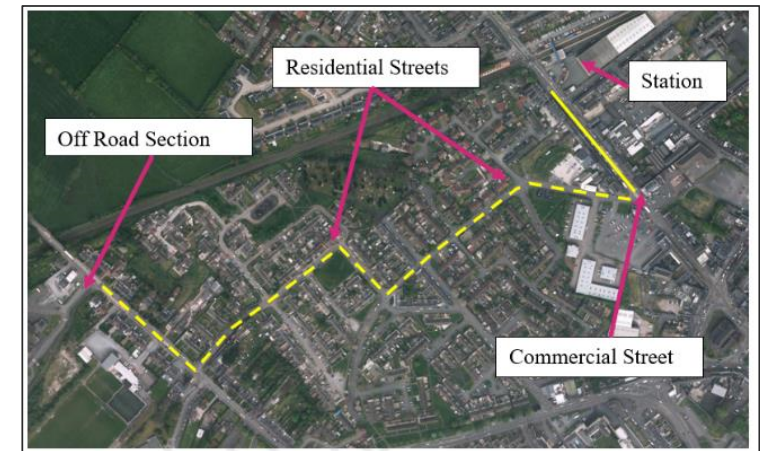 Residential Streets
Station
Off Road Section
Commercial Street